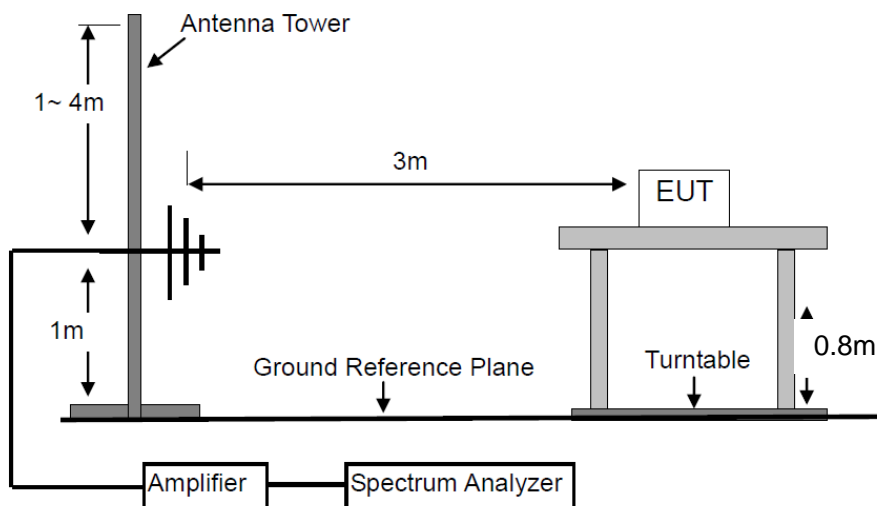 Antenna Tower
1~ 4m
3m
EUT
1m
0.8m
Ground Reference Plane
Turntable
Amplifier
Spectrum Analyzer